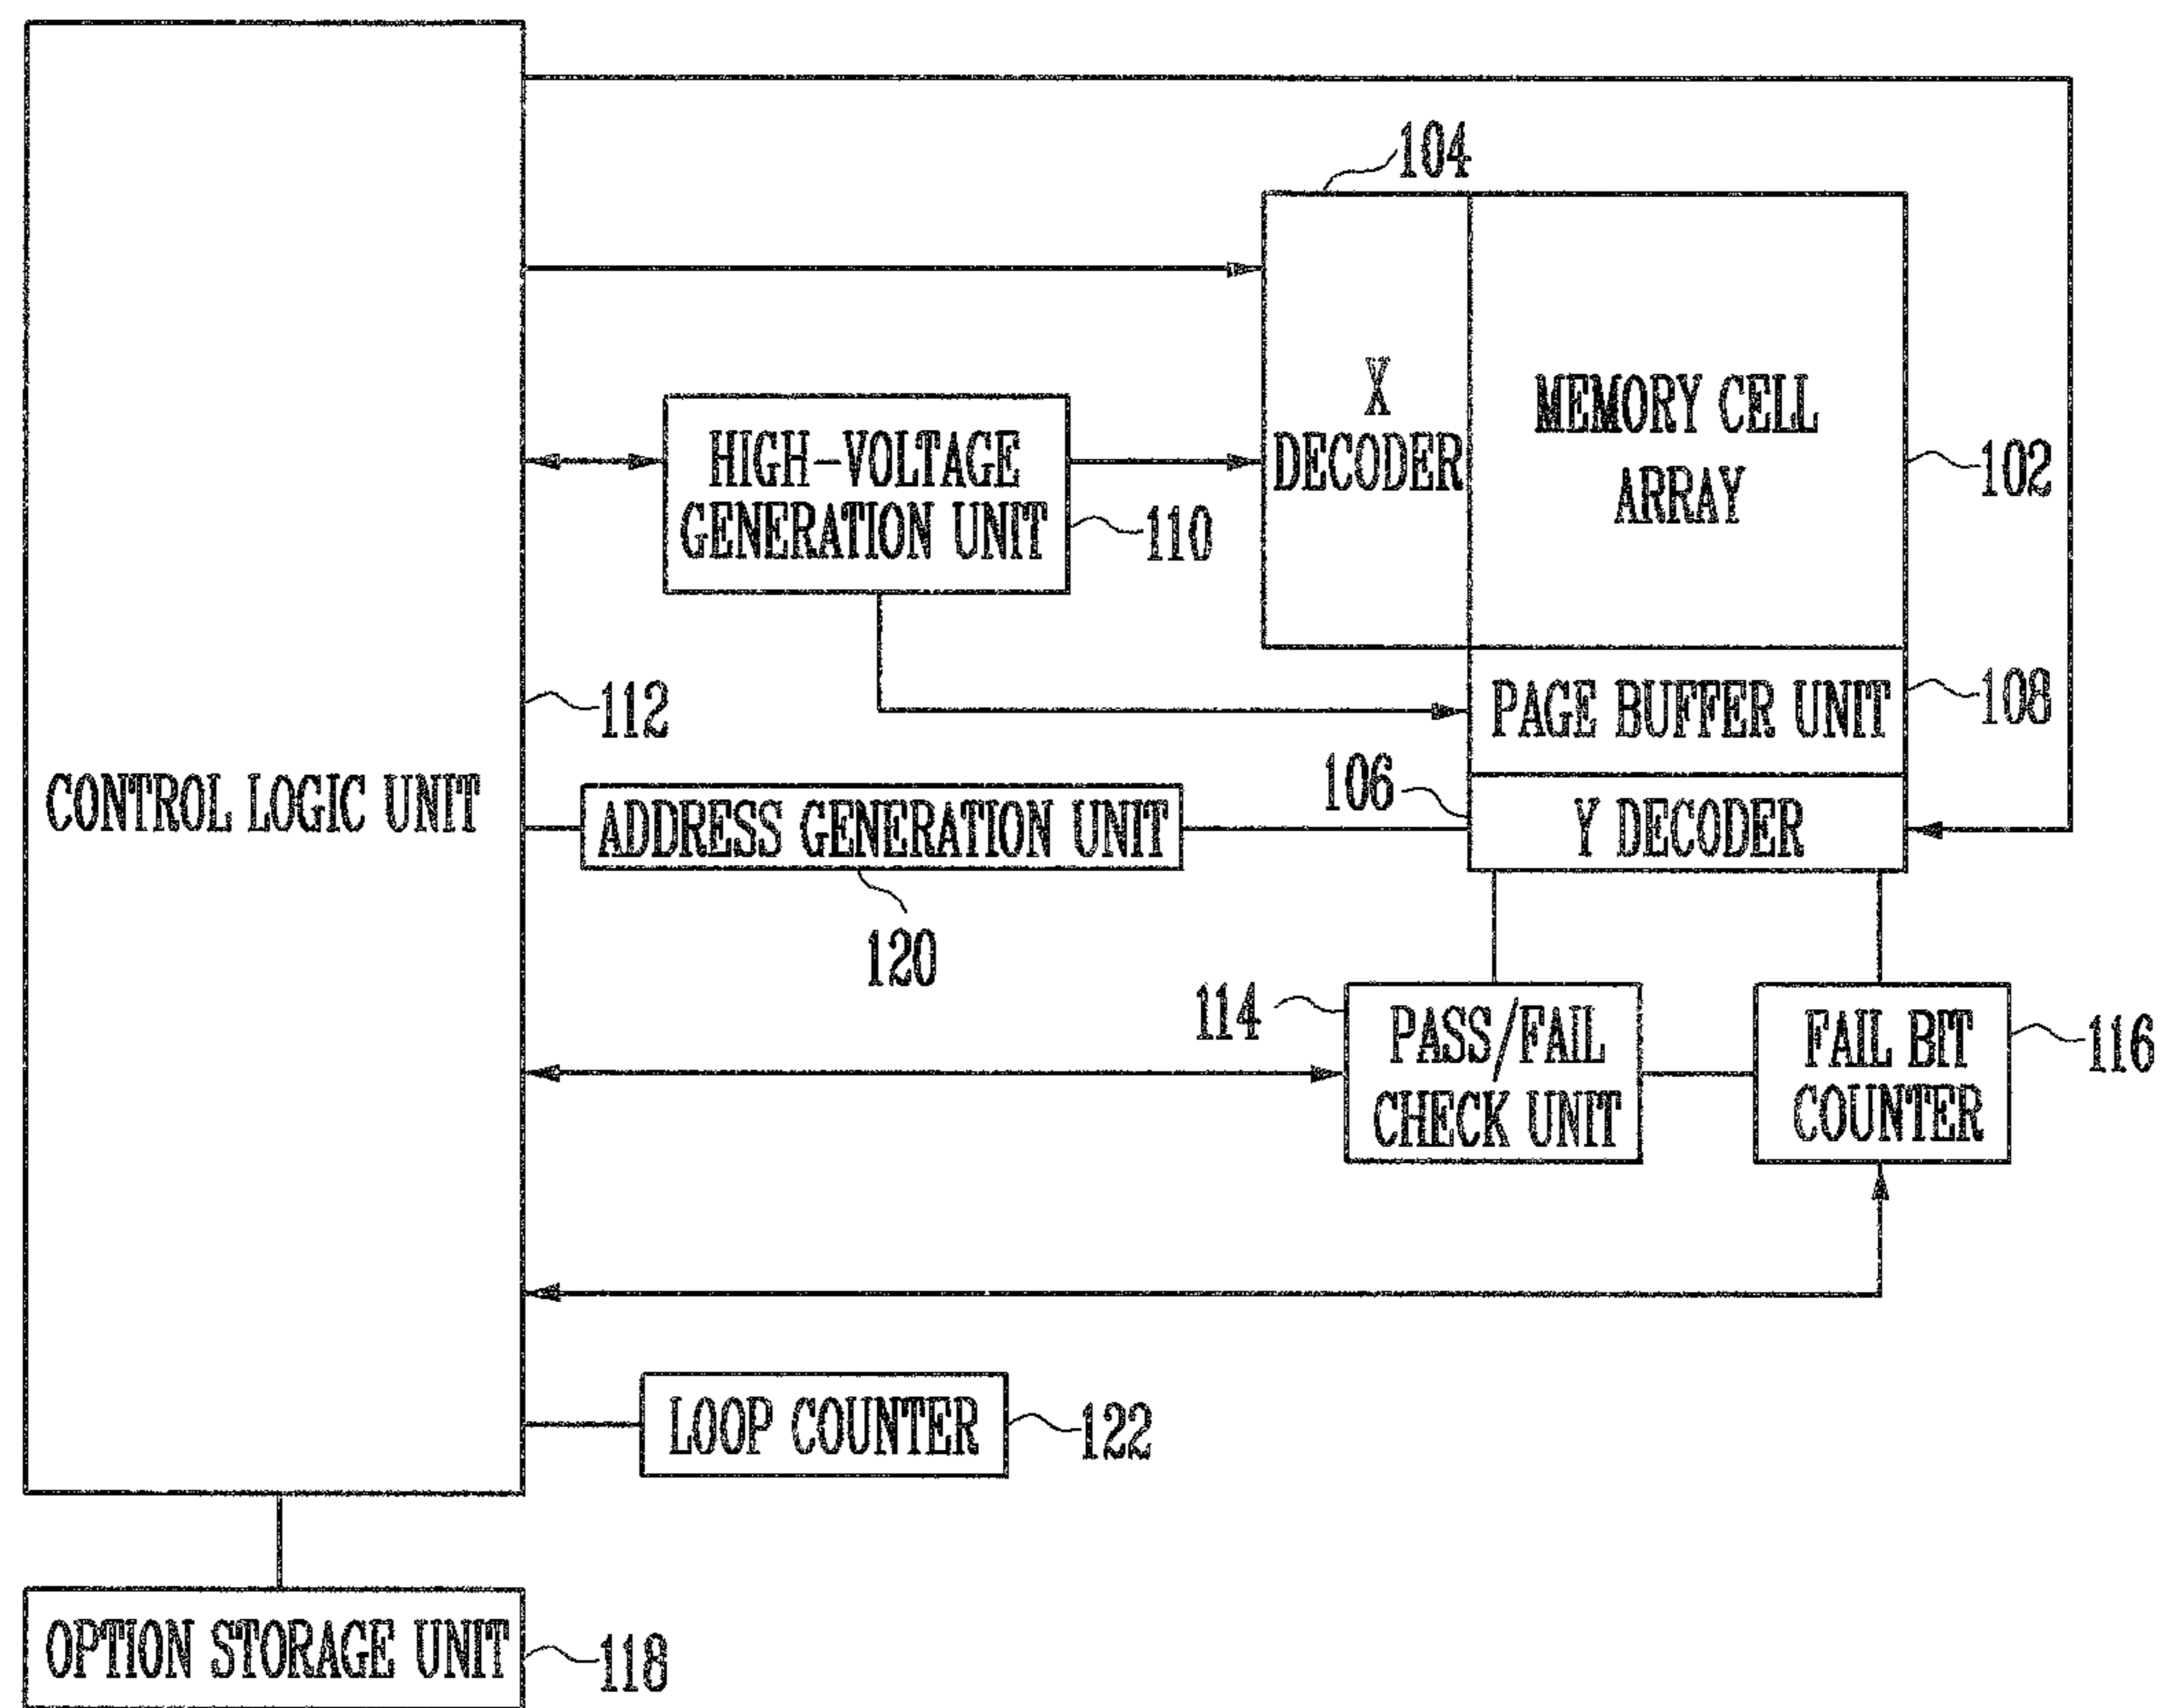 104
X
DECODER
MEMORY CELL
ARRAY
102
HIGH-VOLTAGE
GENERATION UNIT
110
112
PAGE BUFFER UNIT
108
CONTROL LOGIC UNIT
106
ADDRESS GENERATION UNIT
Y DECODER
120
114
PASS/FAIL
CHECK UNIT
FAIL BIT
COUNTER
116
LOOP COUNTER
122
OPTION STORAGE UNIT
118